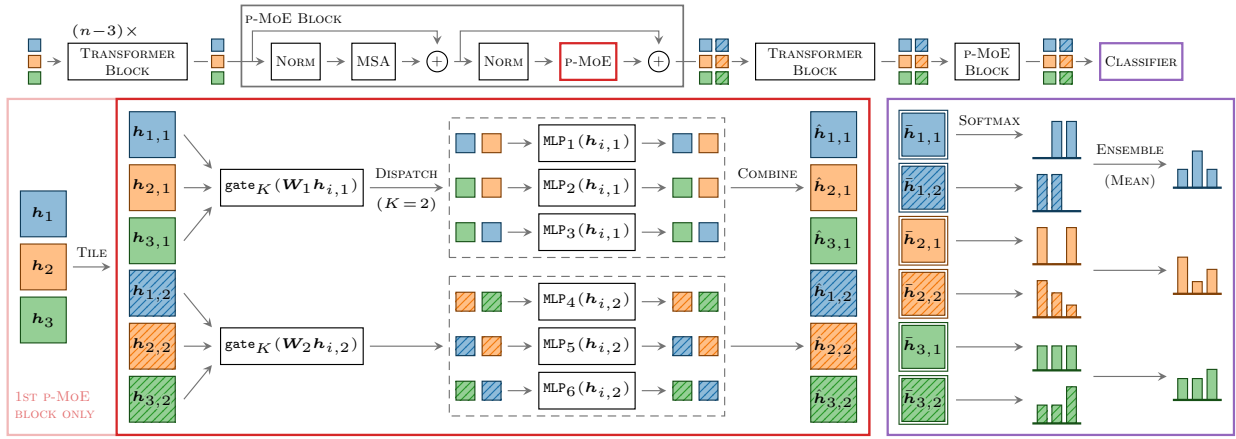 (n−3)×
TRANSFORMER
BLOCK
P-MOE BLOCK
NORM
MSA
+
NORM
P-MOE
+
TRANSFORMER
BLOCK
P-MOE
BLOCK
CLASSIFIER
h1
h2
h3
TILE
1ST P-MOE
BLOCK ONLY
h1,1
h2,1
h3,1
h1,2
h2,2
h3,2
gateK(W1hi,1)
gateK(W2hi,2)
DISPATCH
(K=2)
MLP1(hi,1)
MLP2(hi,1)
MLP3(hi,1)
MLP4(hi,2)
MLP5(hi,2)
MLP6(hi,2)
COMBINE
ĥ1,1
ĥ2,1
ĥ3,1
ĥ1,2
ĥ2,2
ĥ3,2
h̄1,1
h̄1,2
h̄2,1
h̄2,2
h̄3,1
h̄3,2
SOFTMAX
ENSEMBLE
(MEAN)